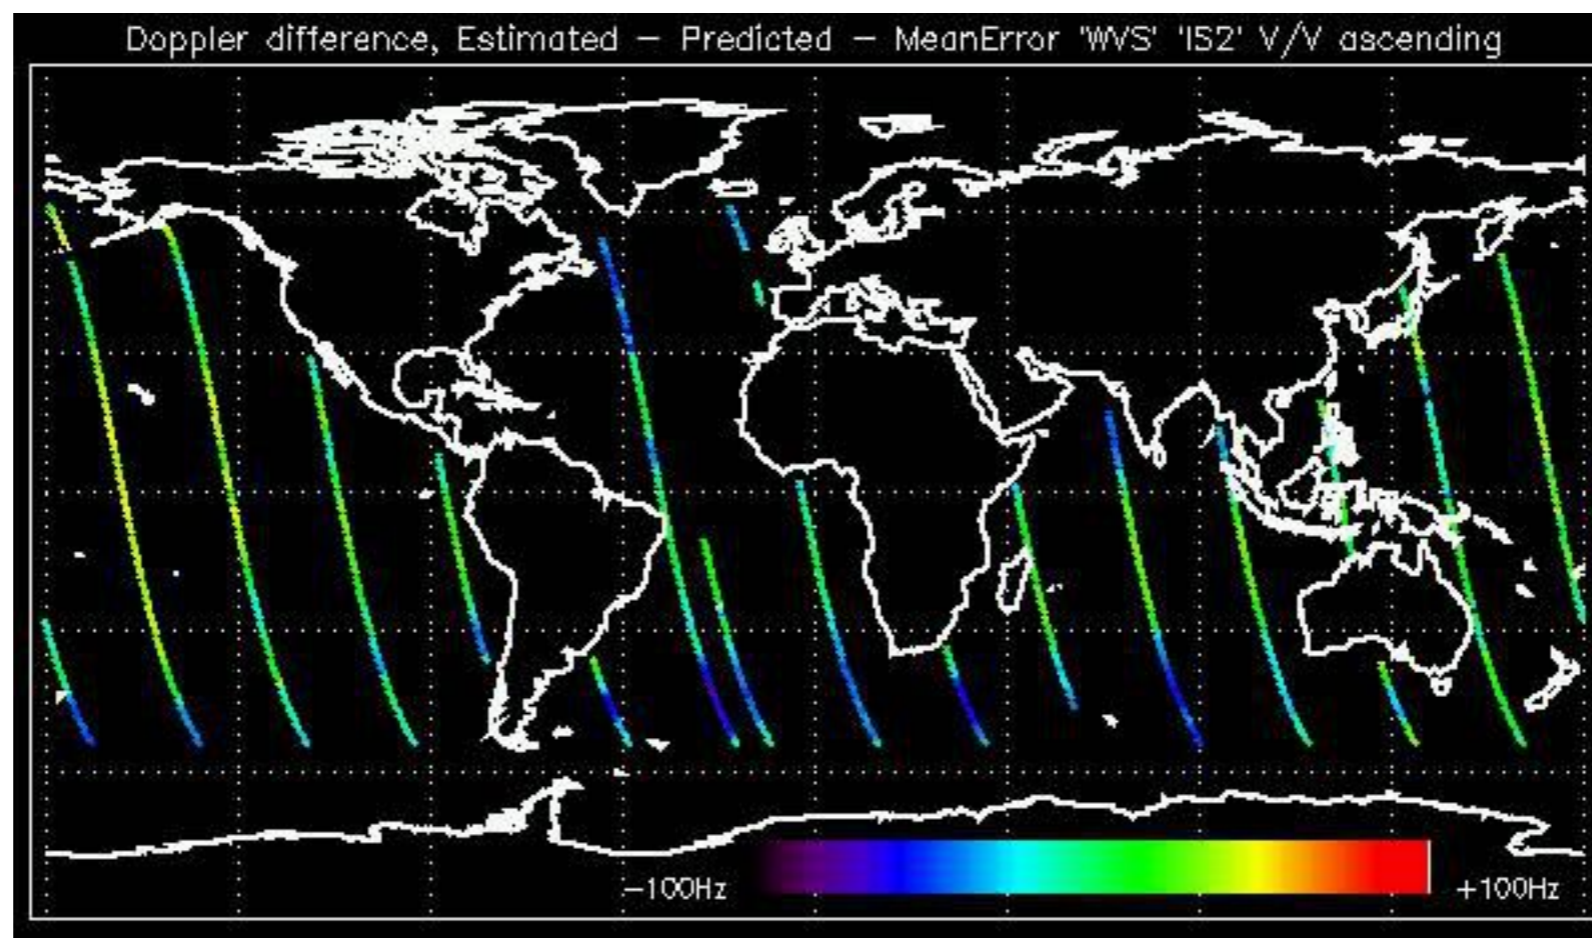 Doppler difference, Estimated – Predicted – MeanError 'WVS' 'IS2' V/V ascending
–100Hz +100Hz